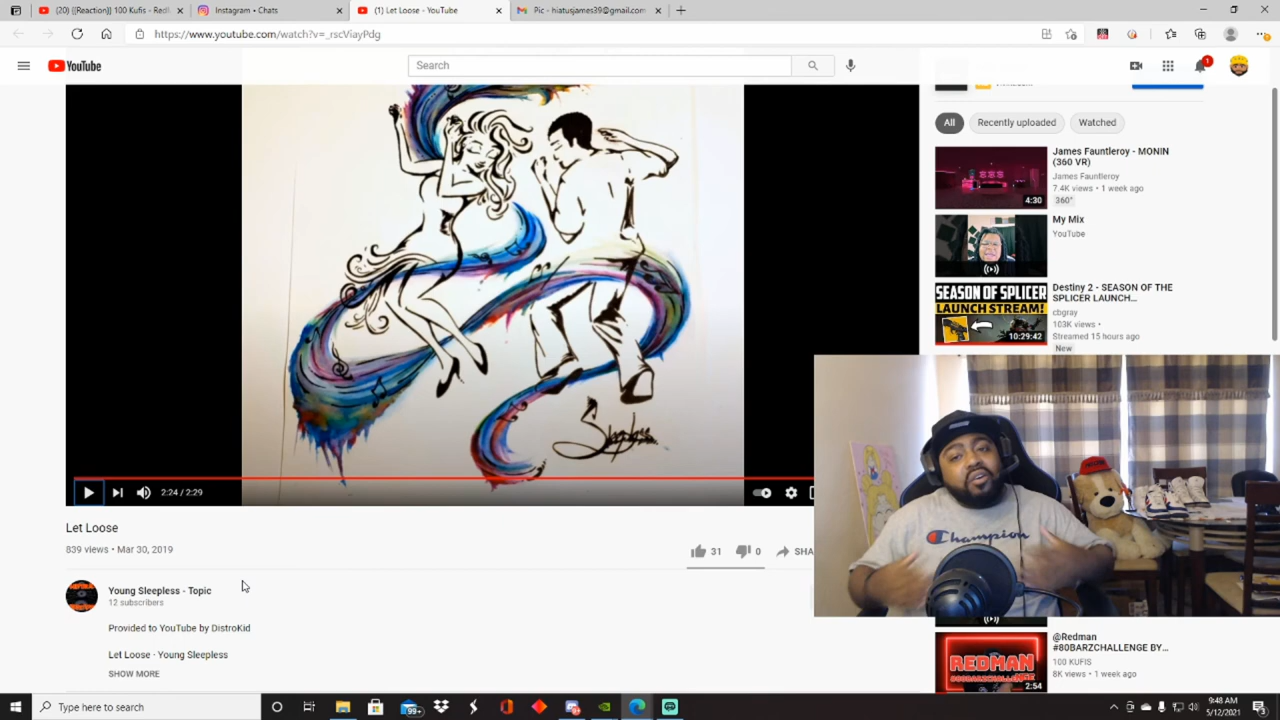 (20) {{Reaction}} 100 Kufis - {Red
Instagram • Chats
(1) Let Loose - YouTube
Pic - hiatusjames39@gmail.com
https://www.youtube.com/watch?v=_rscViayPdg
YouTube
Search
1
All
Recently uploaded
Watched
James Fauntleroy - MONIN
(360 VR)
James Fauntleroy
7.4K views • 1 week ago
360°
4:30
My Mix
YouTube
SEASON OF SPLICER
LAUNCH STREAM!
10:29:42
Destiny 2 - SEASON OF THE
SPLICER LAUNCH...
cbgray
103K views •
Streamed 15 hours ago
New
Sleepless
2:24 / 2:29
Champion
Let Loose
839 views • Mar 30, 2019
31
0
SHA
Young Sleepless - Topic
12 subscribers
Provided to YouTube by DistroKid
Let Loose · Young Sleepless
SHOW MORE
REDMAN
2:54
@Redman
#80BARZCHALLENGE BY...
100 KUFIS
8K views • 1 week ago
Type here to search
99+
9:48 AM
5/12/2021
3